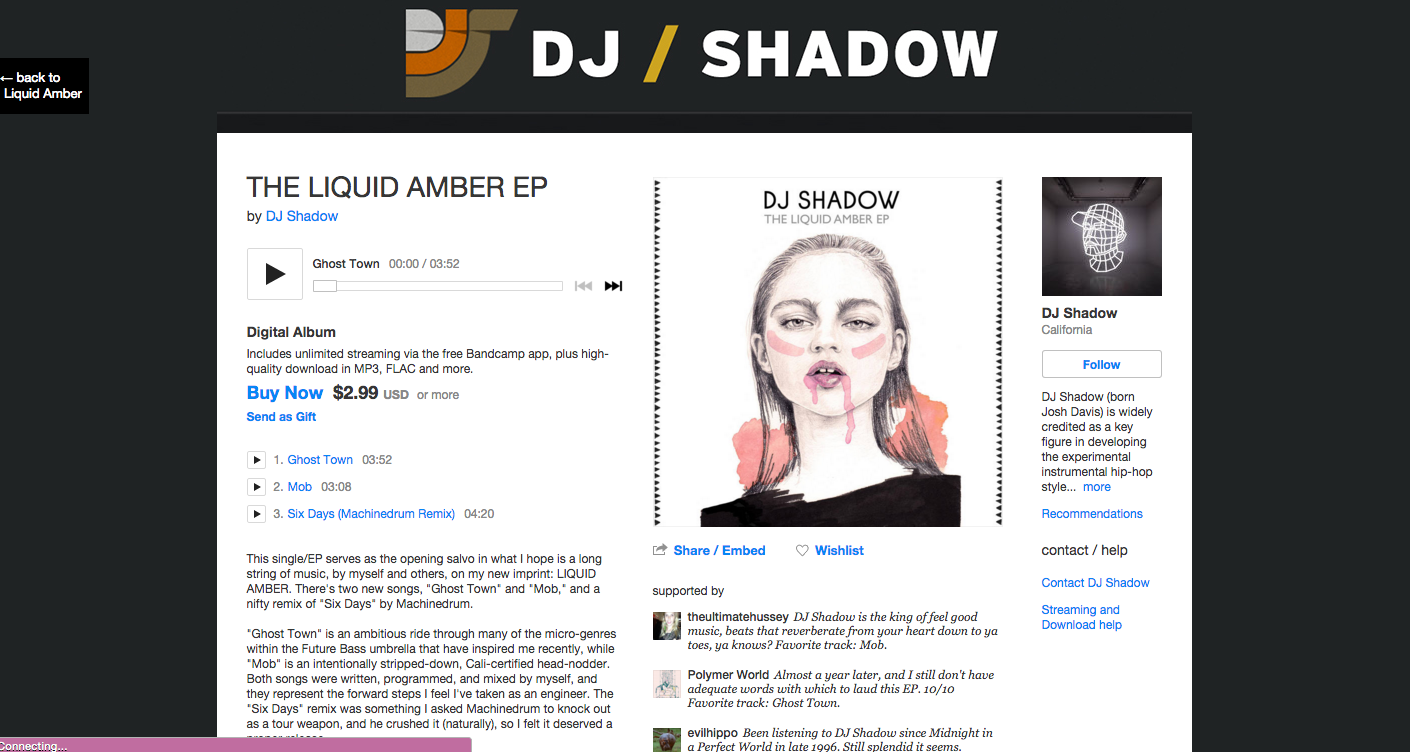 DJ / SHADOW
← back to
Liquid Amber
THE LIQUID AMBER EP
by DJ Shadow
Ghost Town 00:00 / 03:52
Digital Album
Includes unlimited streaming via the free Bandcamp app, plus high-
quality download in MP3, FLAC and more.
Buy Now $2.99 USD or more
Send as Gift
1. Ghost Town 03:52
2. Mob 03:08
3. Six Days (Machinedrum Remix) 04:20
This single/EP serves as the opening salvo in what I hope is a long
string of music, by myself and others, on my new imprint: LIQUID
AMBER. There's two new songs, "Ghost Town" and "Mob," and a
nifty remix of "Six Days" by Machinedrum.
"Ghost Town" is an ambitious ride through many of the micro-genres
within the Future Bass umbrella that have inspired me recently, while
"Mob" is an intentionally stripped-down, Cali-certified head-nodder.
Both songs were written, programmed, and mixed by myself, and
they represent the forward steps I feel I've taken as an engineer. The
"Six Days" remix was something I asked Machinedrum to knock out
as a tour weapon, and he crushed it (naturally), so I felt it deserved a
proper release.
DJ SHADOW
THE LIQUID AMBER EP
Share / Embed Wishlist
supported by
theultimatehussey DJ Shadow is the king of feel good
music, beats that reverberate from your heart down to ya
toes, ya knows? Favorite track: Mob.
Polymer World Almost a year later, and I still don't have
adequate words with which to laud this EP. 10/10
Favorite track: Ghost Town.
evilhippo Been listening to DJ Shadow since Midnight in
a Perfect World in late 1996. Still splendid it seems.
DJ Shadow
California
Follow
DJ Shadow (born
Josh Davis) is widely
credited as a key
figure in developing
the experimental
instrumental hip-hop
style... more
Recommendations
contact / help
Contact DJ Shadow
Streaming and
Download help
Connecting...